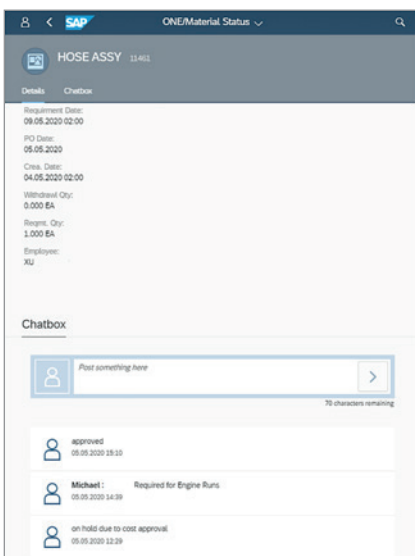 SAP ONE/Material Status
HOSE ASSY 11461
Details Chatbox
Requirment Date:
09.05.2020 02:00
PO Date:
05.05.2020
Crea. Date:
04.05.2020 02:00
Withdrawl Qty:
0.000 EA
Reqmt. Qty:
1.000 EA
Employee:
XU
Chatbox
Post something here
70 characters remaining
approved
05.05.2020 15:10
Michael : Required for Engine Runs
05.05.2020 14:39
on hold due to cost approval
05.05.2020 12:29